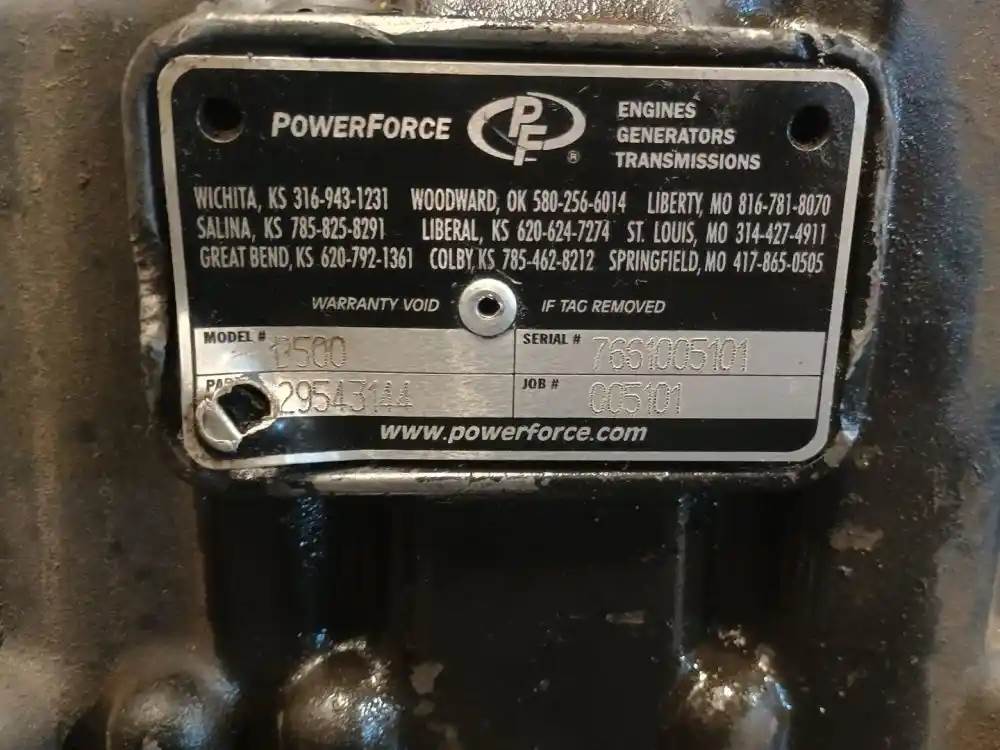 POWERFORCE PF ® ENGINES
GENERATORS
TRANSMISSIONS
WICHITA, KS 316-943-1231 WOODWARD, OK 580-256-6014 LIBERTY, MO 816-781-8070
SALINA, KS 785-825-8291 LIBERAL, KS 620-624-7274 ST. LOUIS, MO 314-427-4911
GREAT BEND, KS 620-792-1361 COLBY KS 785-462-8212 SPRINGFIELD, MO 417-865-0505
WARRANTY VOID IF TAG REMOVED
MODEL # SERIAL # 7661005101
29543144 JOB # 005101
www.powerforce.com